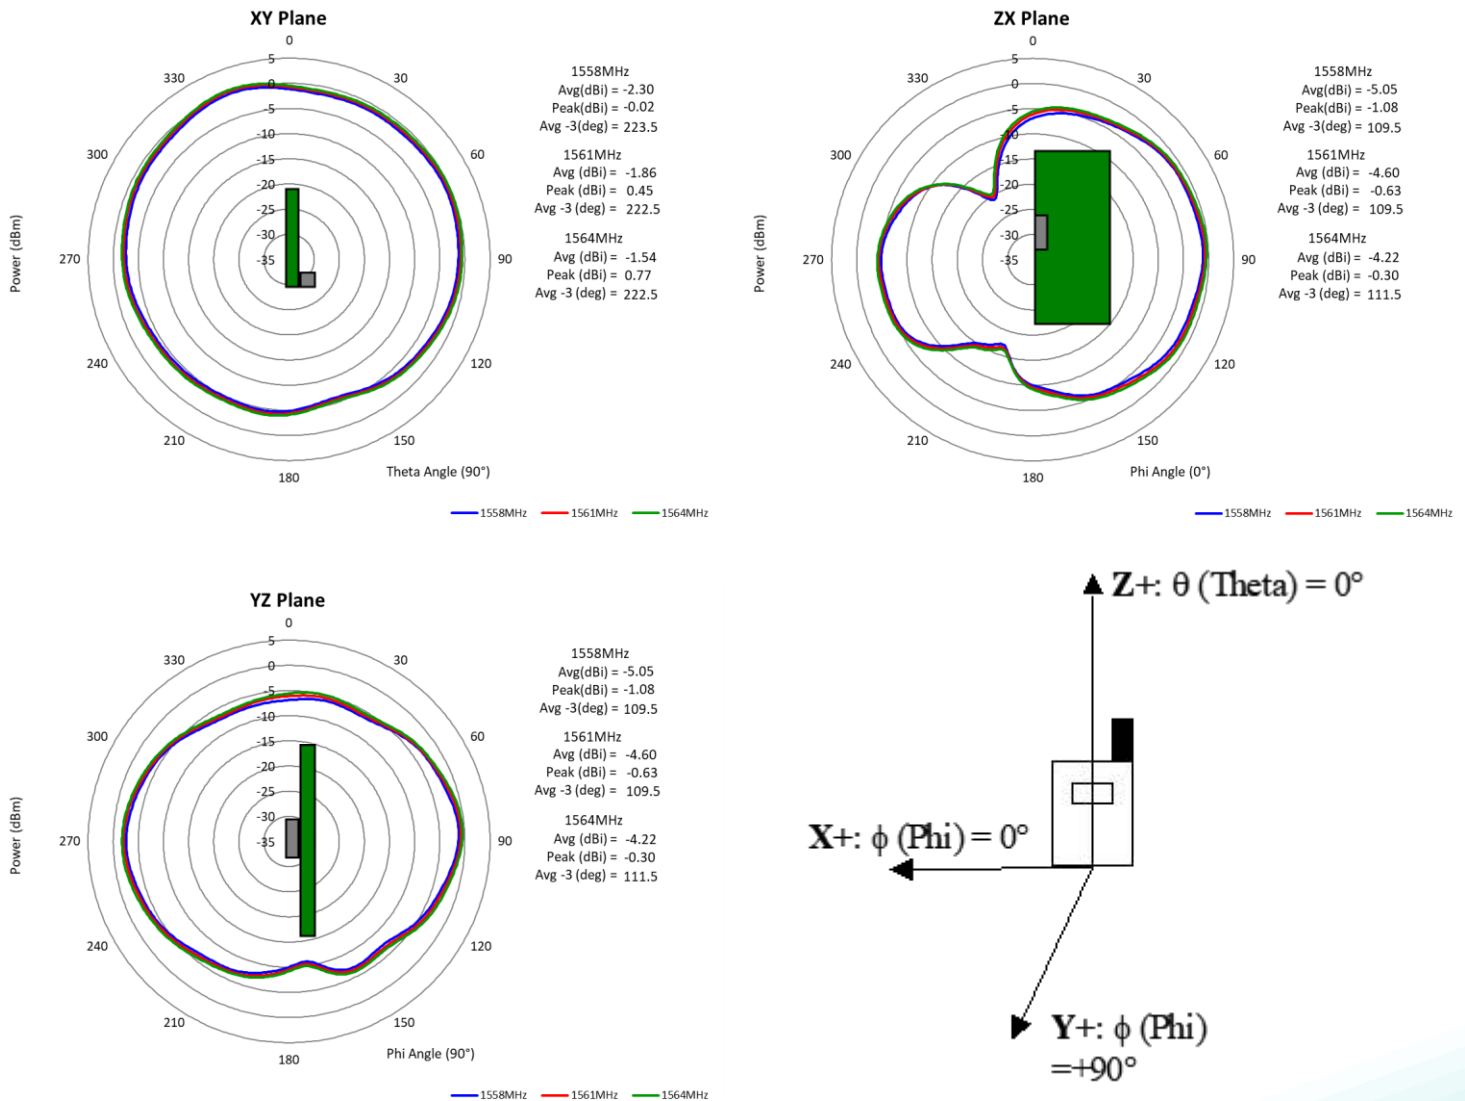 XY Plane
0
5
0
-5
-10
-15
-20
-25
-30
-35
330
30
300
60
270
90
240
120
210
150
180
Power (dBm)
Theta Angle (90°)
1558MHz
Avg(dBi) = -2.30
Peak(dBi) = -0.02
Avg -3(deg) = 223.5
1561MHz
Avg (dBi) = -1.86
Peak (dBi) = 0.45
Avg -3 (deg) = 222.5
1564MHz
Avg (dBi) = -1.54
Peak (dBi) = 0.77
Avg -3 (deg) = 222.5
1558MHz 1561MHz 1564MHz
ZX Plane
0
5
0
-5
-10
-15
-20
-25
-30
-35
330
30
300
60
270
90
240
120
210
150
180
Power (dBm)
Phi Angle (0°)
1558MHz
Avg(dBi) = -5.05
Peak(dBi) = -1.08
Avg -3(deg) = 109.5
1561MHz
Avg (dBi) = -4.60
Peak (dBi) = -0.63
Avg -3 (deg) = 109.5
1564MHz
Avg (dBi) = -4.22
Peak (dBi) = -0.30
Avg -3 (deg) = 111.5
1558MHz 1561MHz 1564MHz
YZ Plane
0
5
0
-5
-10
-15
-20
-25
-30
-35
330
30
300
60
270
90
240
120
210
150
180
Power (dBm)
Phi Angle (90°)
1558MHz
Avg(dBi) = -5.05
Peak(dBi) = -1.08
Avg -3(deg) = 109.5
1561MHz
Avg (dBi) = -4.60
Peak (dBi) = -0.63
Avg -3 (deg) = 109.5
1564MHz
Avg (dBi) = -4.22
Peak (dBi) = -0.30
Avg -3 (deg) = 111.5
1558MHz 1561MHz 1564MHz
Z+: θ (Theta) = 0°
X+: ϕ (Phi) = 0°
Y+: ϕ (Phi)
=+90°